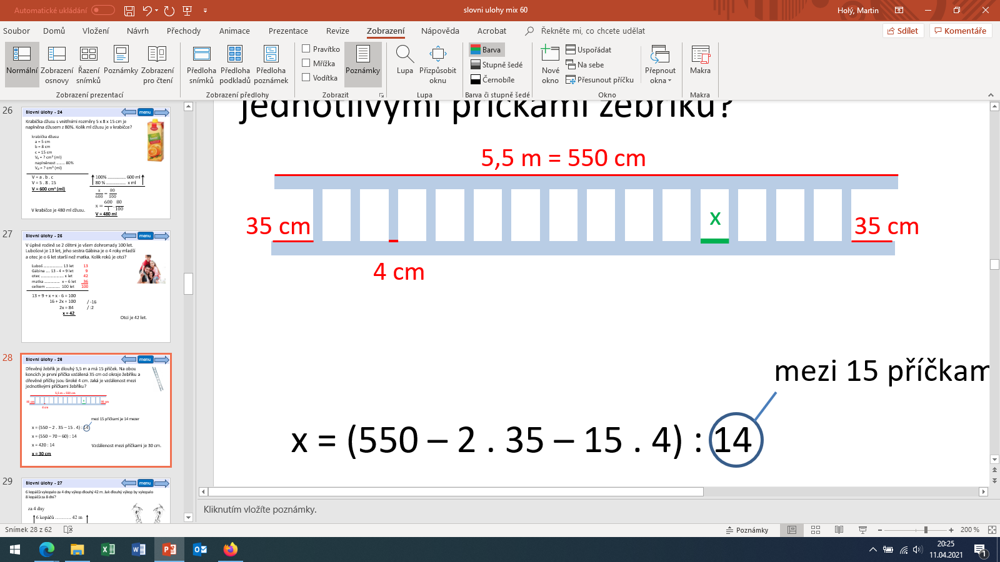 Automatické ukládání
slovni ulohy mix 60
Holý, Martin
Soubor Domů Vložení Návrh Přechody Animace Prezentace Revize Zobrazení Nápověda Acrobat Řekněte mi, co chcete udělat Sdílet Komentáře
Normální
Zobrazení osnovy
Řazení snímků
Poznámky
Zobrazení pro čtení
Zobrazení prezentací
Předloha snímků
Předloha podkladů
Předloha poznámek
Zobrazení předlohy
Pravítko
Mřížka
Vodítka
Poznámky
Zobrazit
Lupa
Přizpůsobit oknu
Lupa
Barva
Stupně šedé
Černobíle
Barva či stupně šedé
Nové okno
Uspořádat
Na sebe
Přesunout příčku
Přepnout okna
Okno
Makra
Makra
26
Slovní úlohy - 24
menu
Krabička džusu s vnitřními rozměry 5 x 8 x 15 cm je
naplněna džusem z 80%. Kolik ml džusu je v krabičce?
krabička džusu
a = 5 cm
b = 8 cm
c = 15 cm
Vk = ? cm³ (ml)
naplněnost ........ 80%
Vd = ? cm³ (ml)
V = a . b . c
V = 5 . 8 . 15
V = 600 cm³ (ml)
100% ............... 600 ml
80 % ................. x ml
x/600 = 80/100
x = 600/1 . 80/100
V = 480 ml
V krabičce je 480 ml džusu.
27
Slovní úlohy - 25
menu
V úplné rodině se 2 dětmi je všem dohromady 100 let.
Lubošovi je 13 let, jeho sestra Gábina je o 4 roky mladší
a otec je o 6 let starší než matka. Kolik roků je otci?
Luboš .................. 13 let 13
Gábina .... 13 - 4 = 9 let 9
otec ...................... x let 42
matka ............... x – 6 let 36
celkem ............. 100 let 100
13 + 9 + x + x - 6 = 100
16 + 2x = 100 / -16
2x = 84 / :2
x = 42
Otci je 42 let.
28
Slovní úlohy - 26
menu
Dřevěný žebřík je dlouhý 5,5 m a má 15 příček. Na obou
koncích je první příčka vzdálená 35 cm od okraje žebříku a
dřevěné příčky jsou široké 4 cm. Jaká je vzdálenost mezi
jednotlivými příčkami žebříku?
5,5 m = 550 cm
35 cm
x
35 cm
4 cm
mezi 15 příčkami je 14 mezer
x = (550 – 2 . 35 – 15 . 4) : 14
x = (550 – 70 – 60) : 14
x = 420 : 14
Vzdálenost mezi příčkami je 30 cm.
x = 30 cm
29
Slovní úlohy - 27
menu
6 kopáčů vykopalo za 4 dny výkop dlouhý 42 m. Jak dlouhý výkop by vykopalo
8 kopáčů za 8 dní?
za 4 dny
6 kopáčů .......... 42 m
jednotlivými příčkami žebříku?
5,5 m = 550 cm
35 cm
x
35 cm
4 cm
mezi 15 příčkam
x = (550 – 2 . 35 – 15 . 4) : 14
Kliknutím vložíte poznámky.
Snímek 28 z 62
Poznámky
200 %
20:25
11.04.2021
1